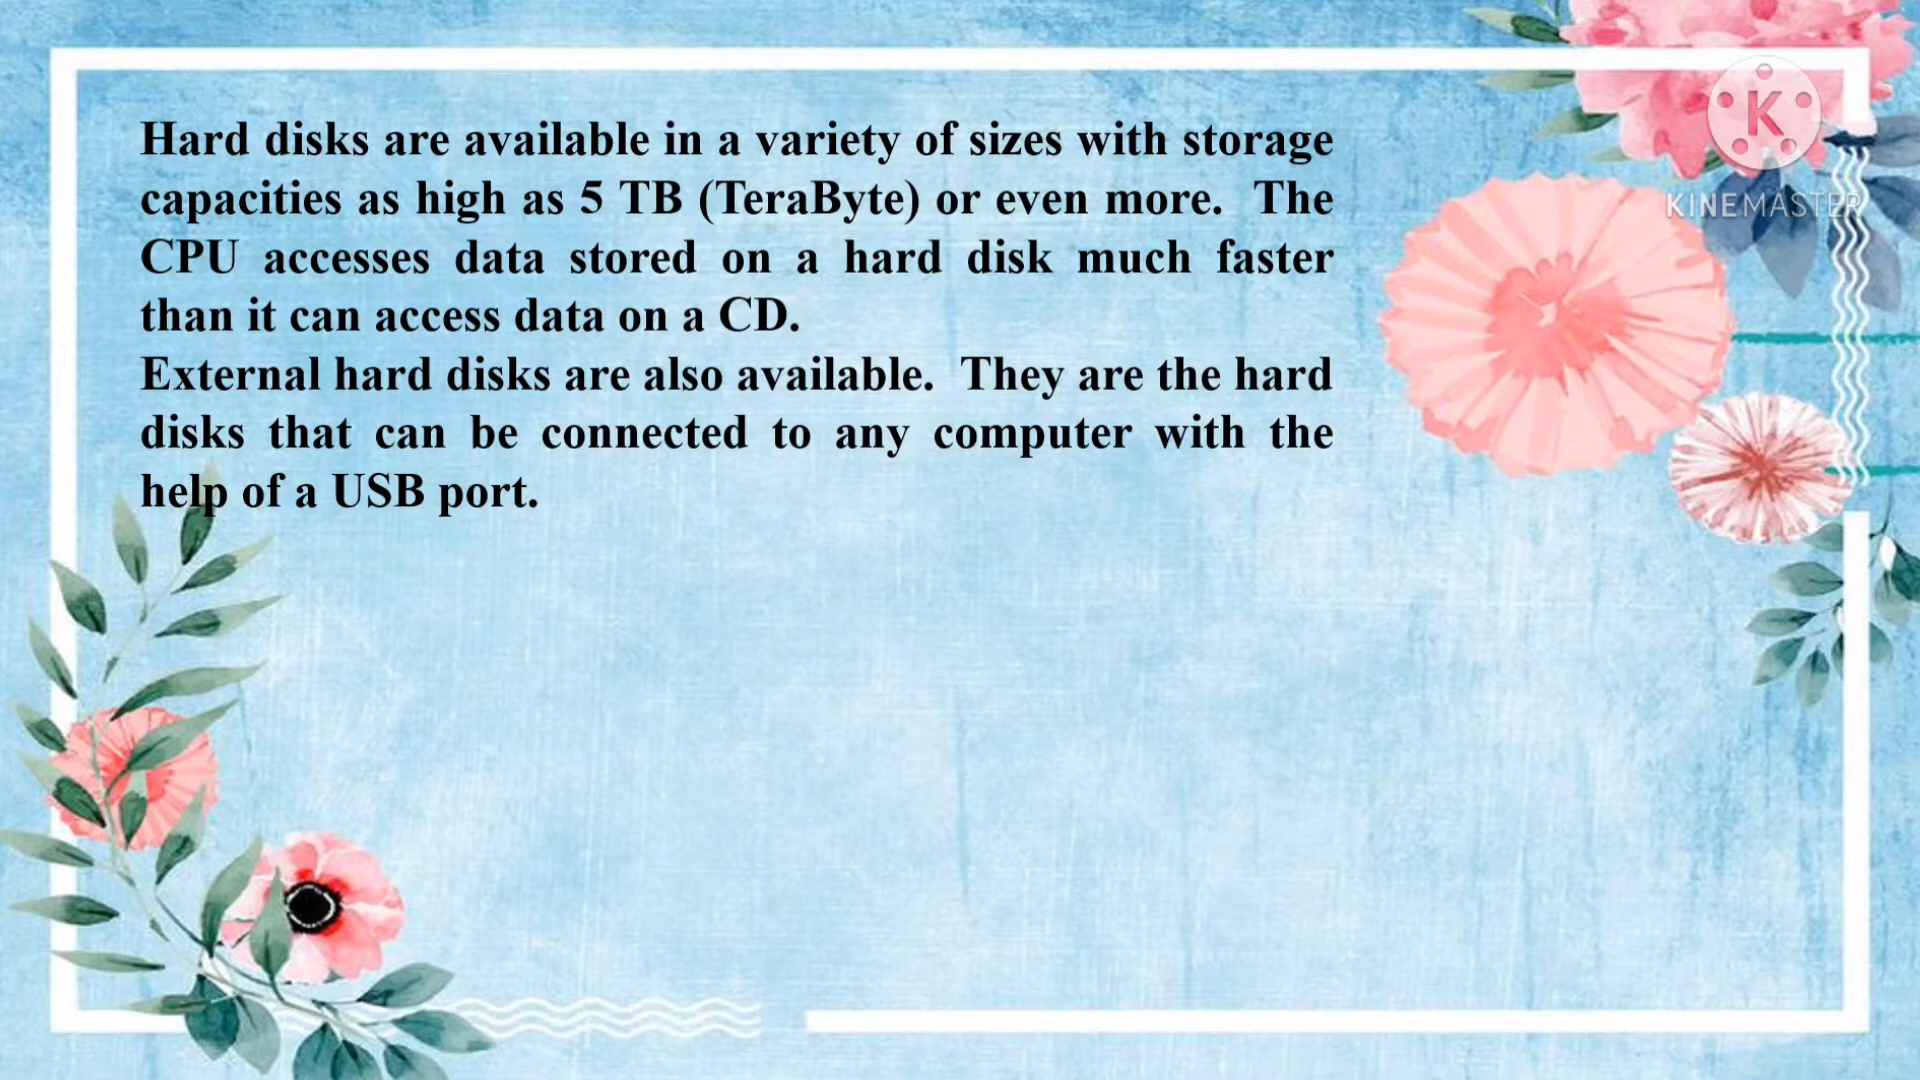 Hard disks are available in a variety of sizes with storage
capacities as high as 5 TB (TeraByte) or even more. The
CPU accesses data stored on a hard disk much faster
than it can access data on a CD.
External hard disks are also available. They are the hard
disks that can be connected to any computer with the
help of a USB port.
K
KINEMASTER